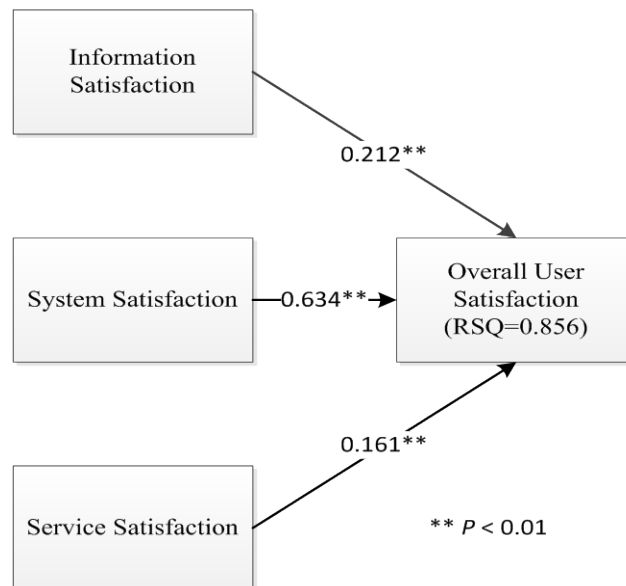 Information
Satisfaction
0.212**
System Satisfaction
0.634**
Overall User
Satisfaction
(RSQ=0.856)
0.161**
Service Satisfaction
** P < 0.01